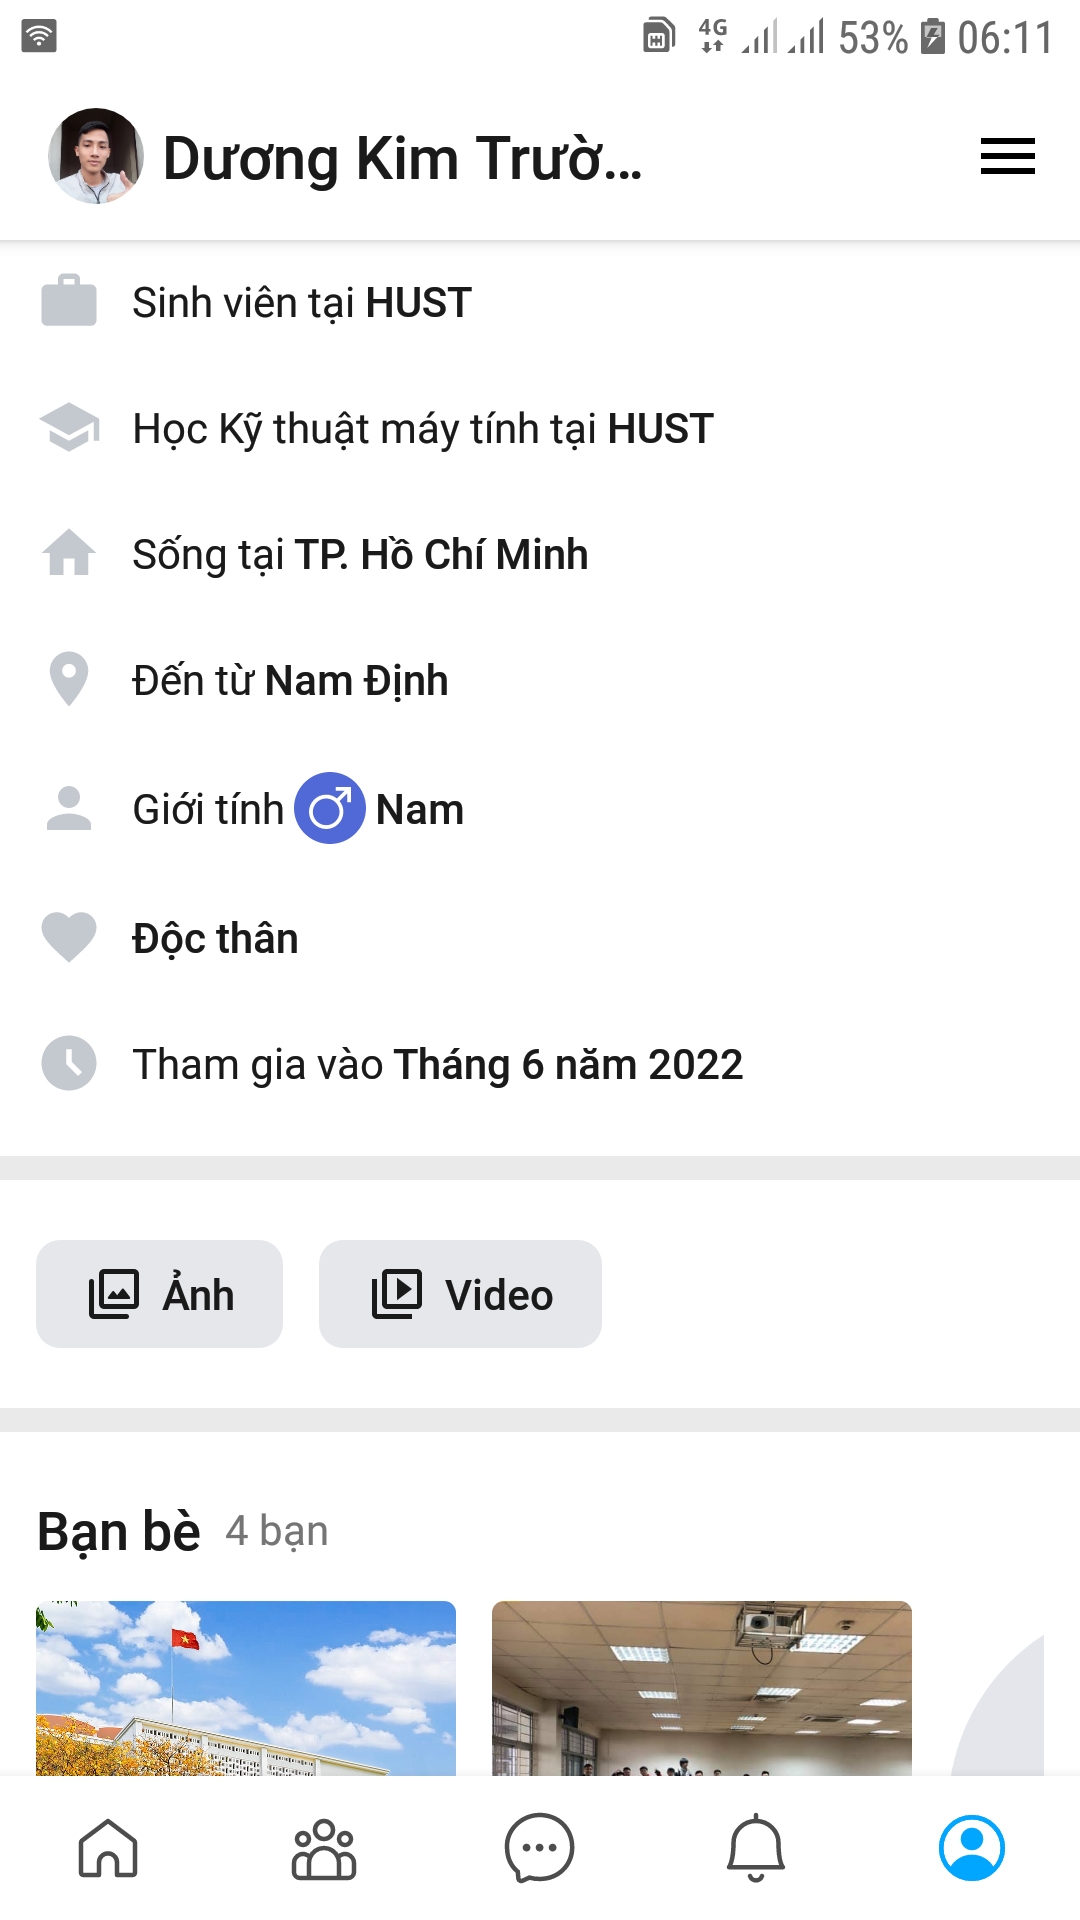 4G 53% 06:11
Dương Kim Trườ...
Sinh viên tại HUST
Học Kỹ thuật máy tính tại HUST
Sống tại TP. Hồ Chí Minh
Đến từ Nam Định
Giới tính Nam
Độc thân
Tham gia vào Tháng 6 năm 2022
Ảnh Video
Bạn bè 4 bạn